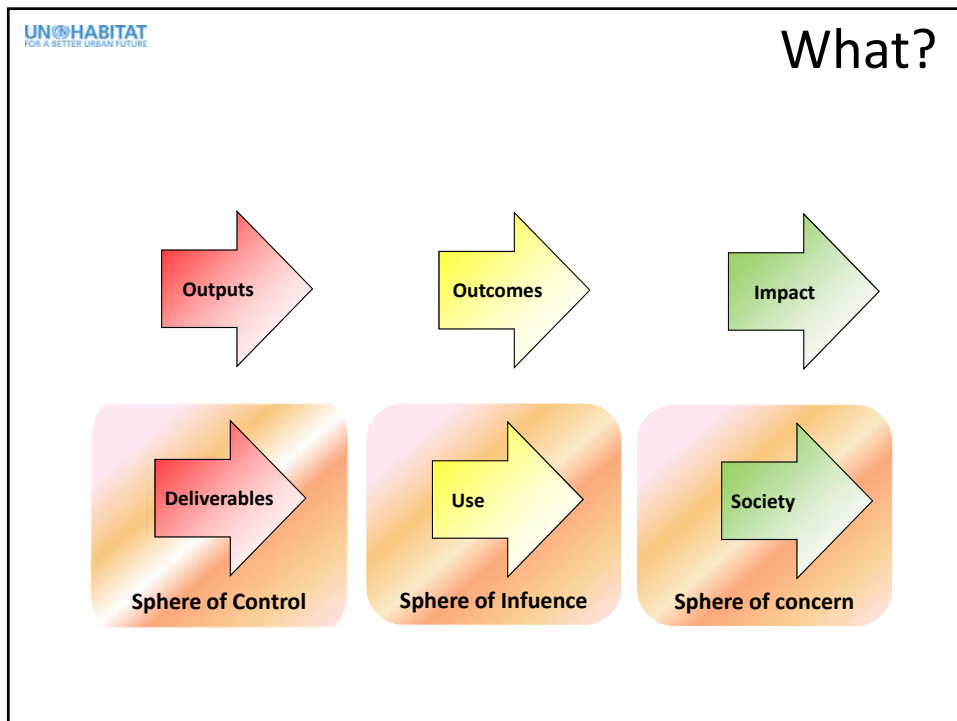 UN HABITAT
FOR A BETTER URBAN FUTURE
What?
Outputs
Outcomes
Impact
Deliverables
Use
Society
Sphere of Control
Sphere of Infuence
Sphere of concern